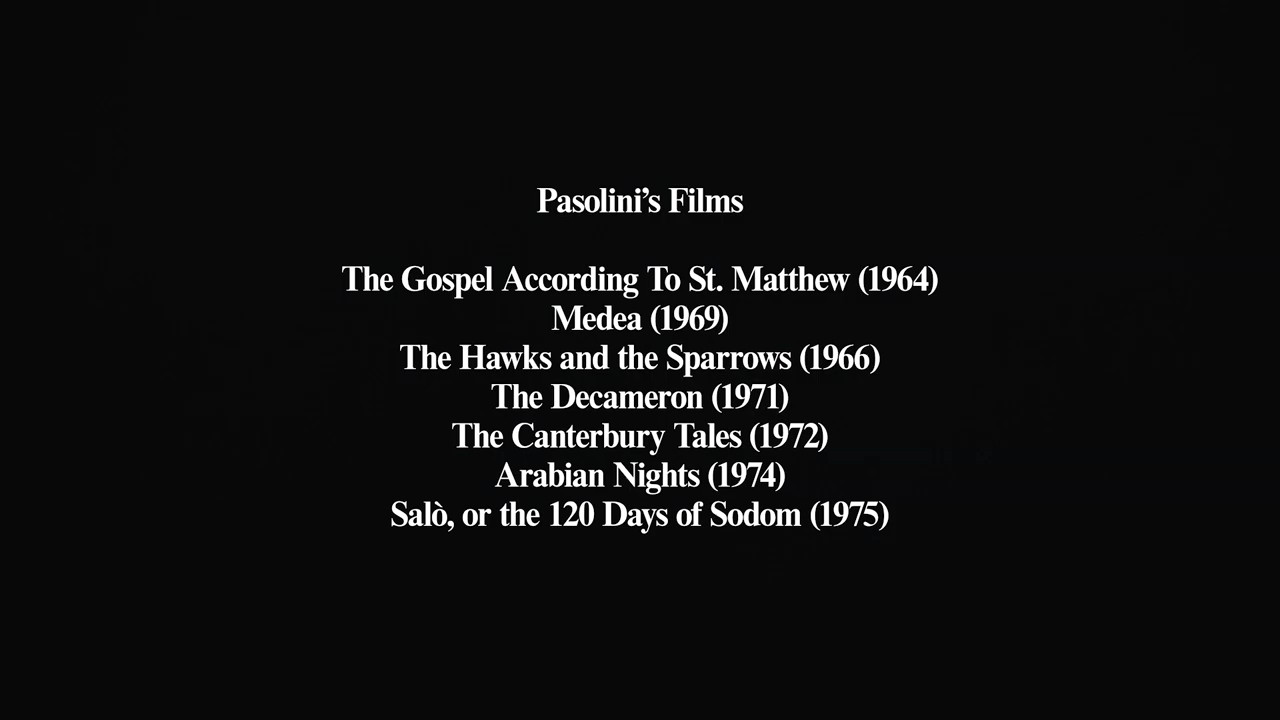 Pasolini’s Films
The Gospel According To St. Matthew (1964)
Medea (1969)
The Hawks and the Sparrows (1966)
The Decameron (1971)
The Canterbury Tales (1972)
Arabian Nights (1974)
Salò, or the 120 Days of Sodom (1975)